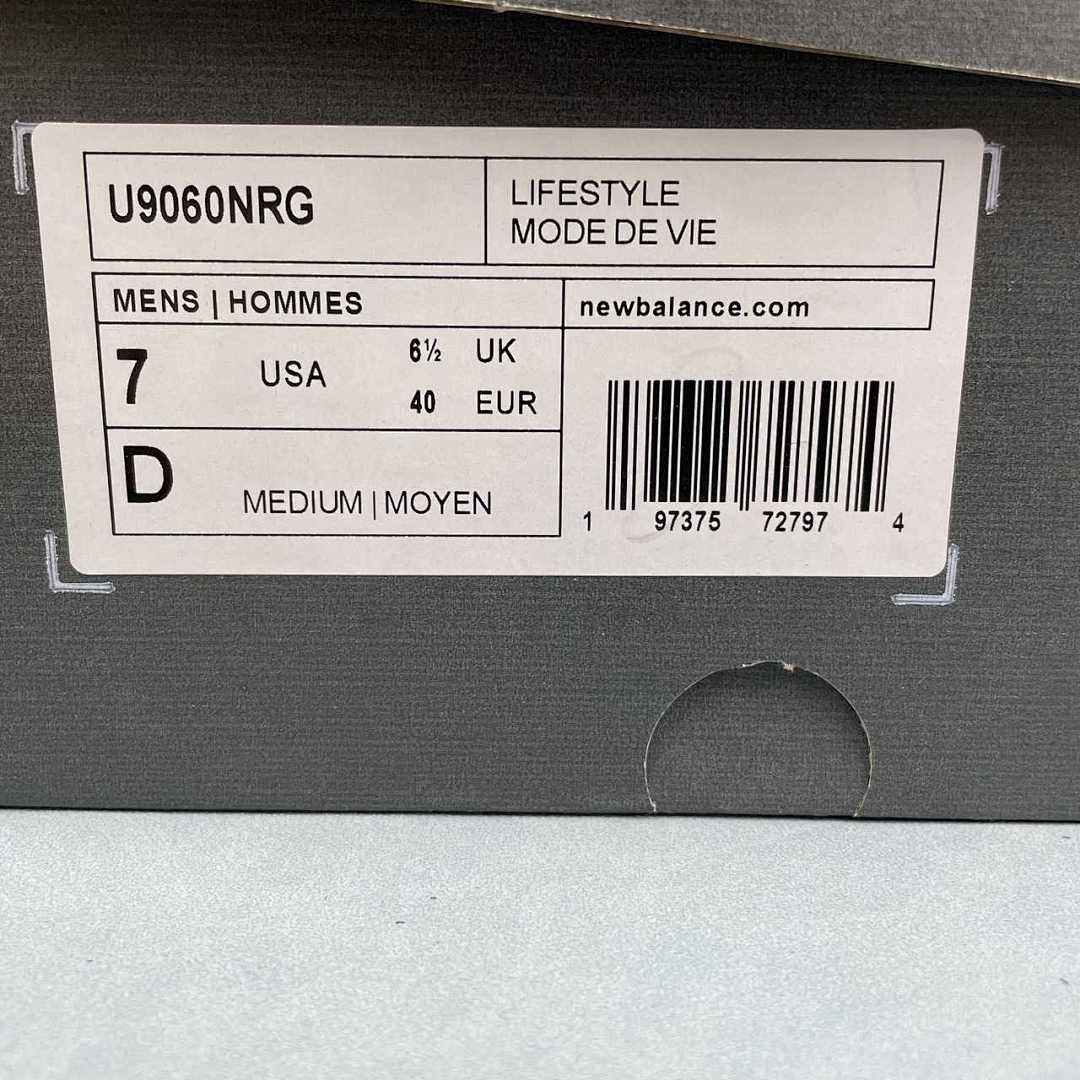 U9060NRG
LIFESTYLE
MODE DE VIE
MENS | HOMMES
newbalance.com
7 USA 6½ UK
40 EUR
D MEDIUM | MOYEN
1 97375 72797 4